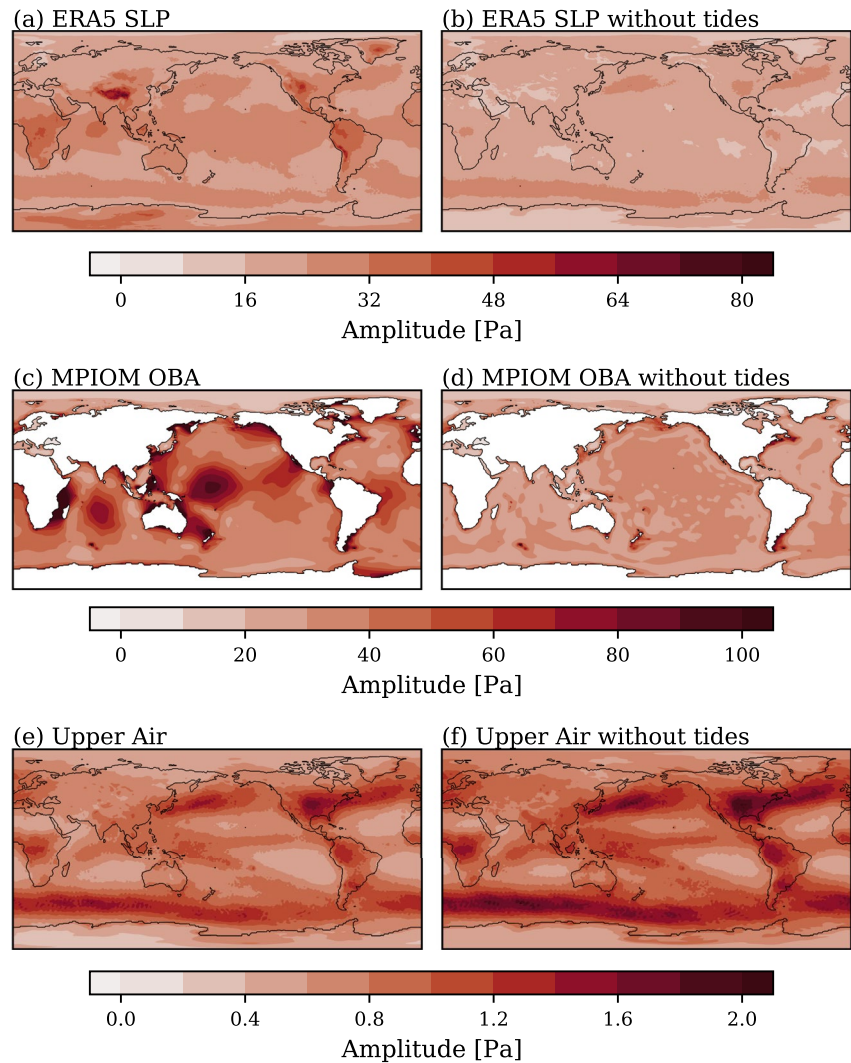 (a) ERA5 SLP
(b) ERA5 SLP without tides
0 16 32 48 64 80
Amplitude [Pa]
(c) MPIOM OBA
(d) MPIOM OBA without tides
0 20 40 60 80 100
Amplitude [Pa]
(e) Upper Air
(f) Upper Air without tides
0.0 0.4 0.8 1.2 1.6 2.0
Amplitude [Pa]